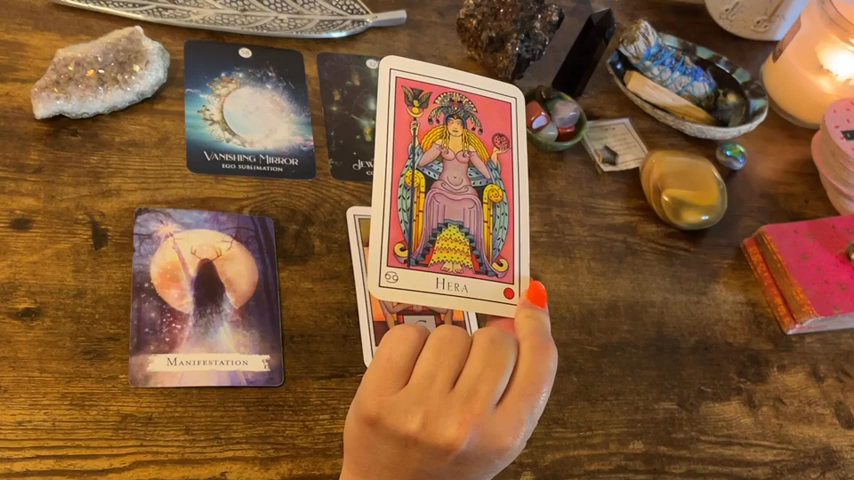 VANISHING MIRROR
EGO SUBLIMATION
HERA
MANIFESTATION